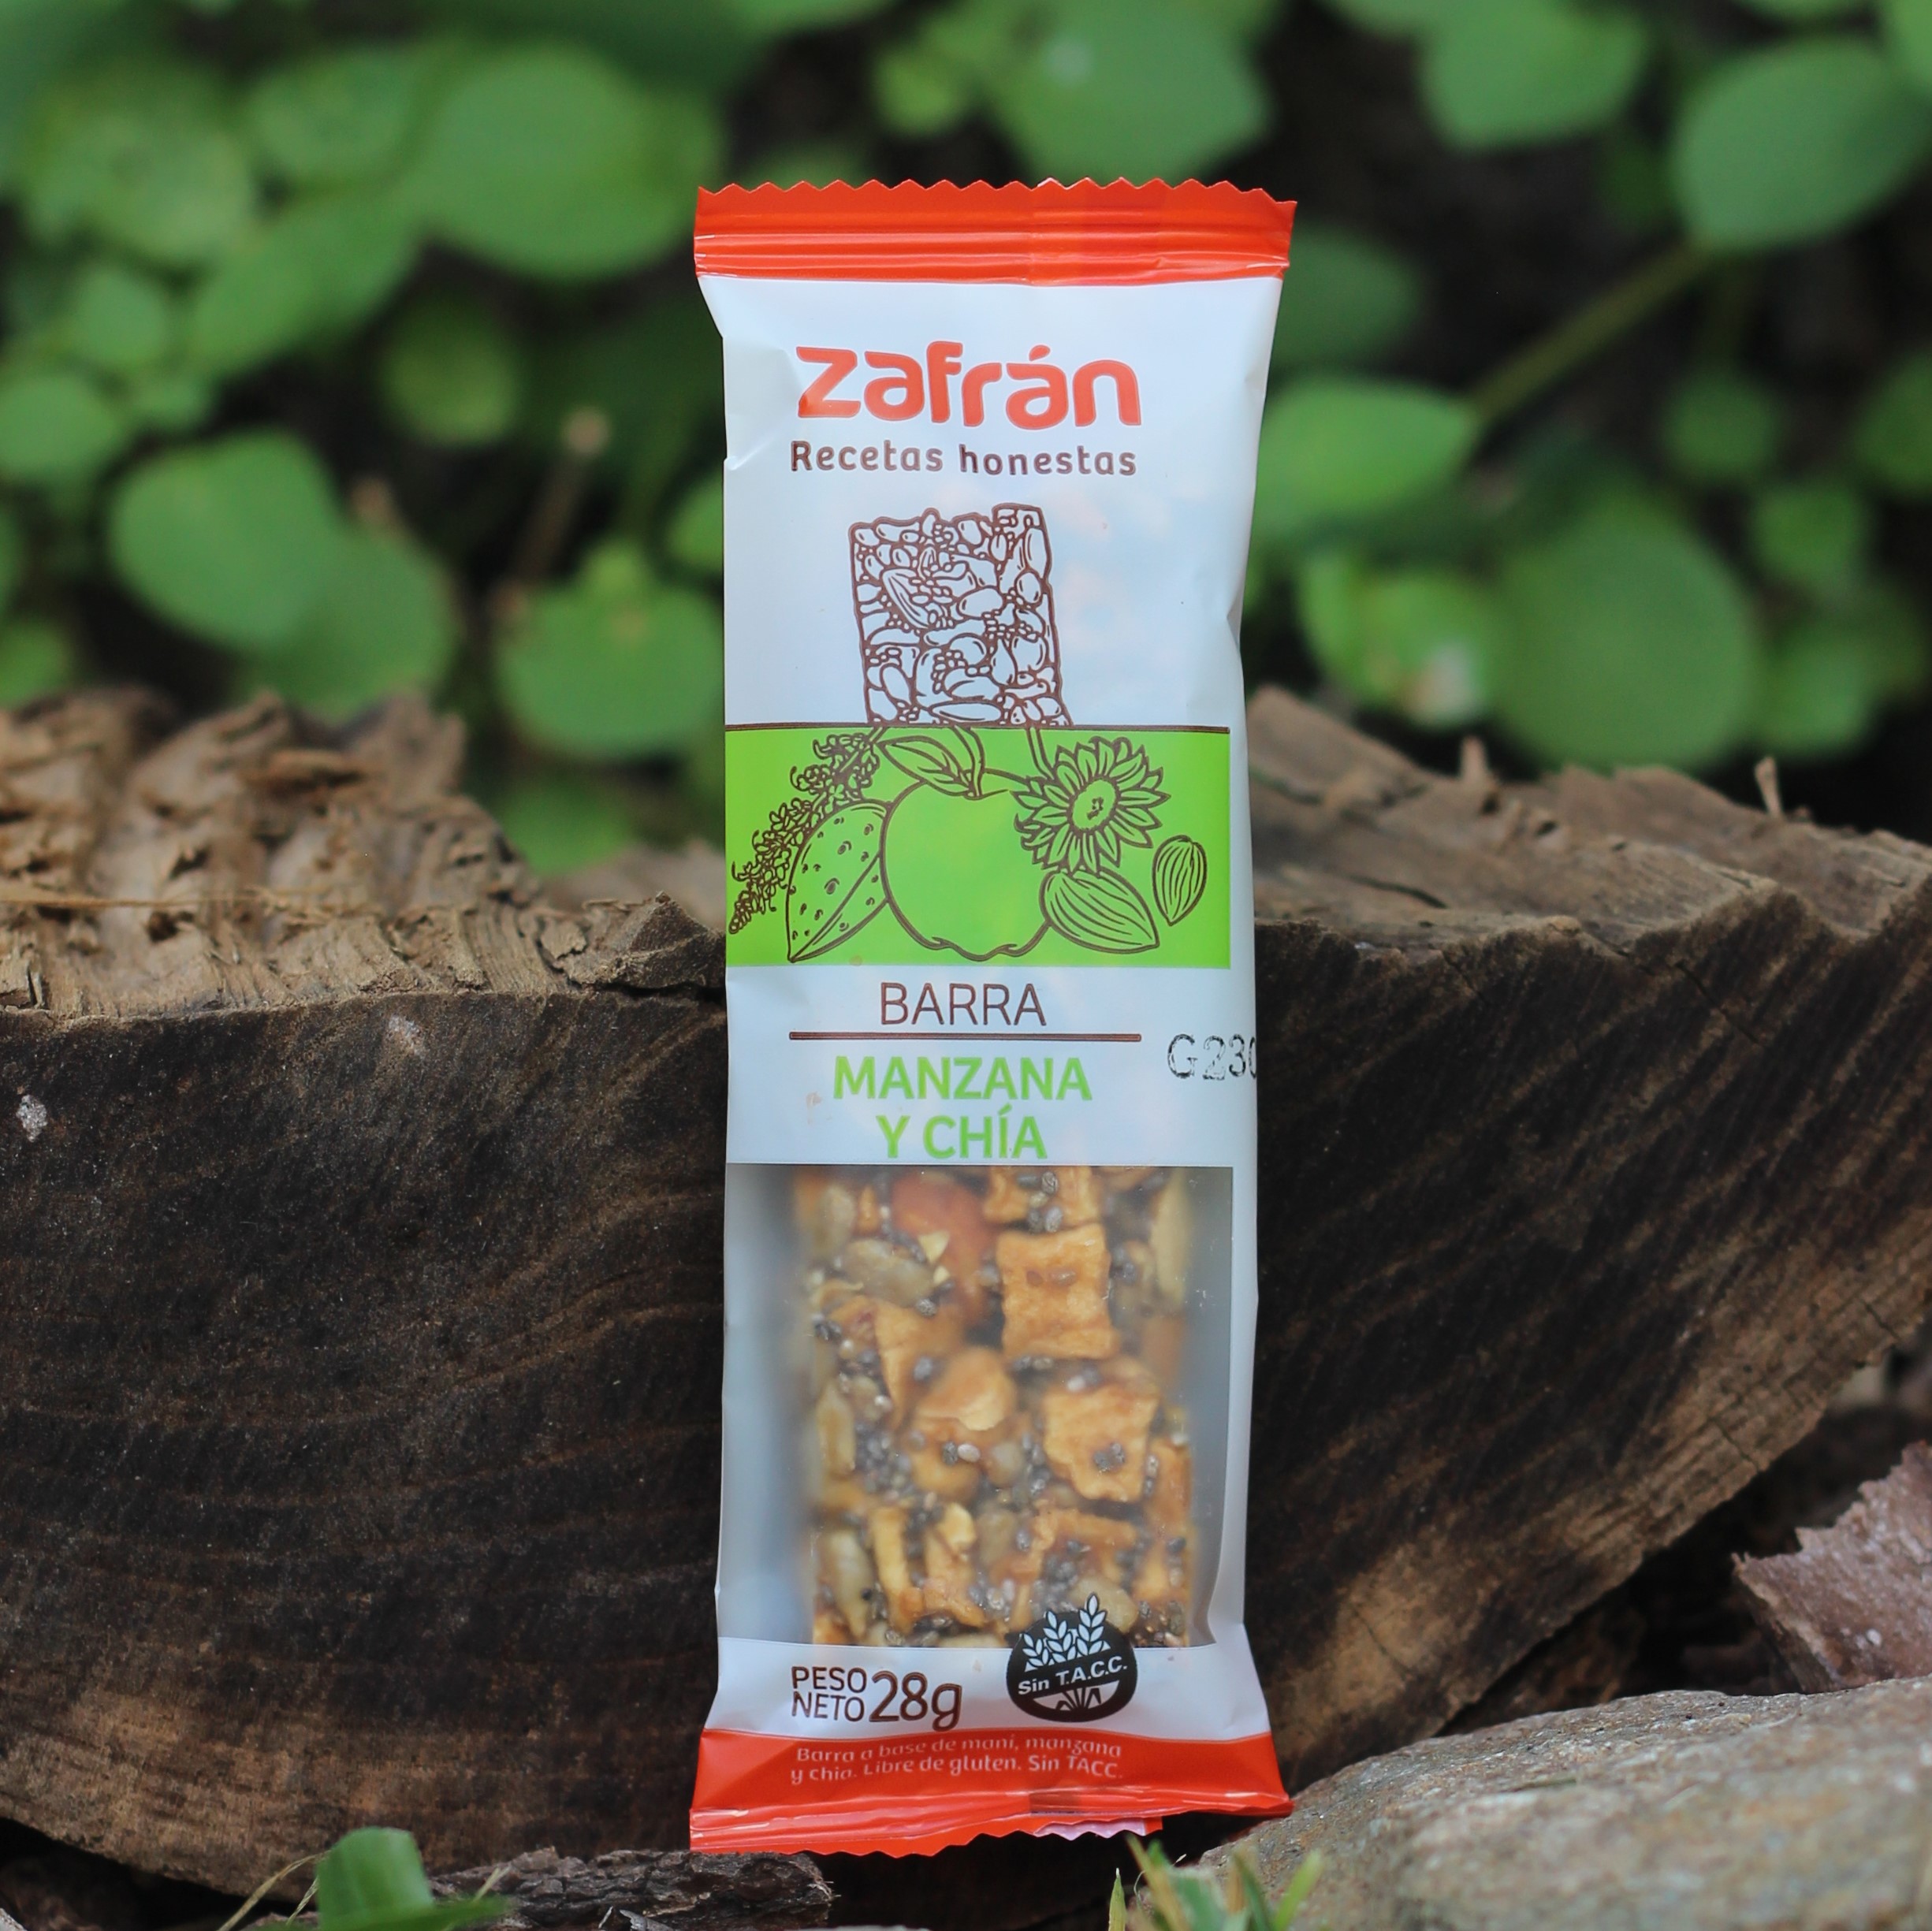 zafrán
Recetas honestas
BARRA
MANZANA
Y CHÍA
G230
PESO
NETO 28g
Sin T.A.C.C.
Barra a base de maní, manzana
y chía. Libre de gluten. Sin TACC.